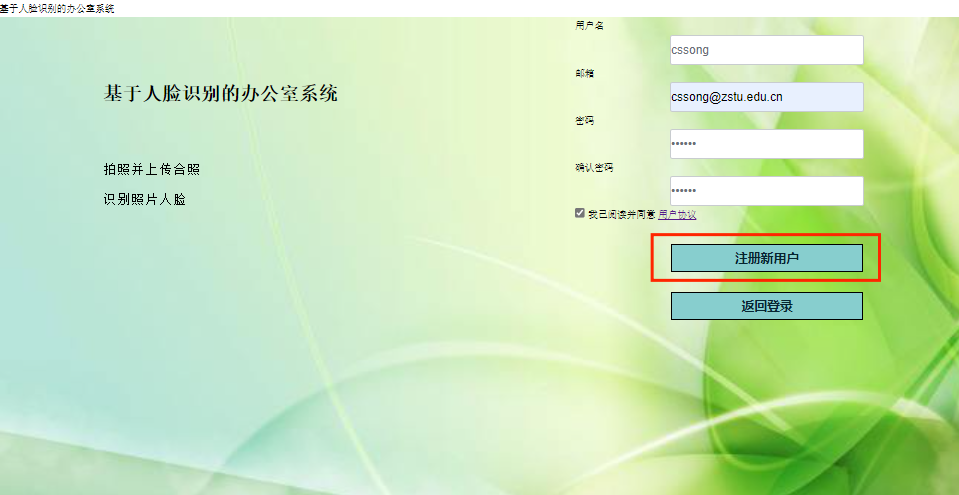 基于人脸识别的办公室系统
基于人脸识别的办公室系统
拍照并上传合照
识别照片人脸
用户名
cssong
邮箱
cssong@zstu.edu.cn
密码
••••••
确认密码
••••••
我已阅读并同意 用户协议
注册新用户
返回登录